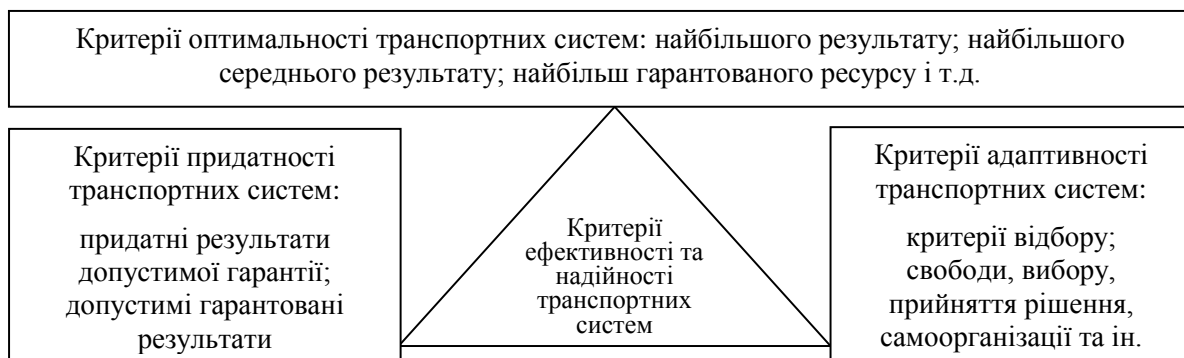 Критерії оптимальності транспортних систем: найбільшого результату; найбільшого
середнього результату; найбільш гарантованого ресурсу і т.д.
Критерії придатності
транспортних систем:
придатні результати
допустимої гарантії;
допустимі гарантовані
результати
Критерії
ефективності та
надійності
транспортних
систем
Критерії адаптивності
транспортних систем:
критерії відбору;
свободи, вибору,
прийняття рішення,
самоорганізації та ін.